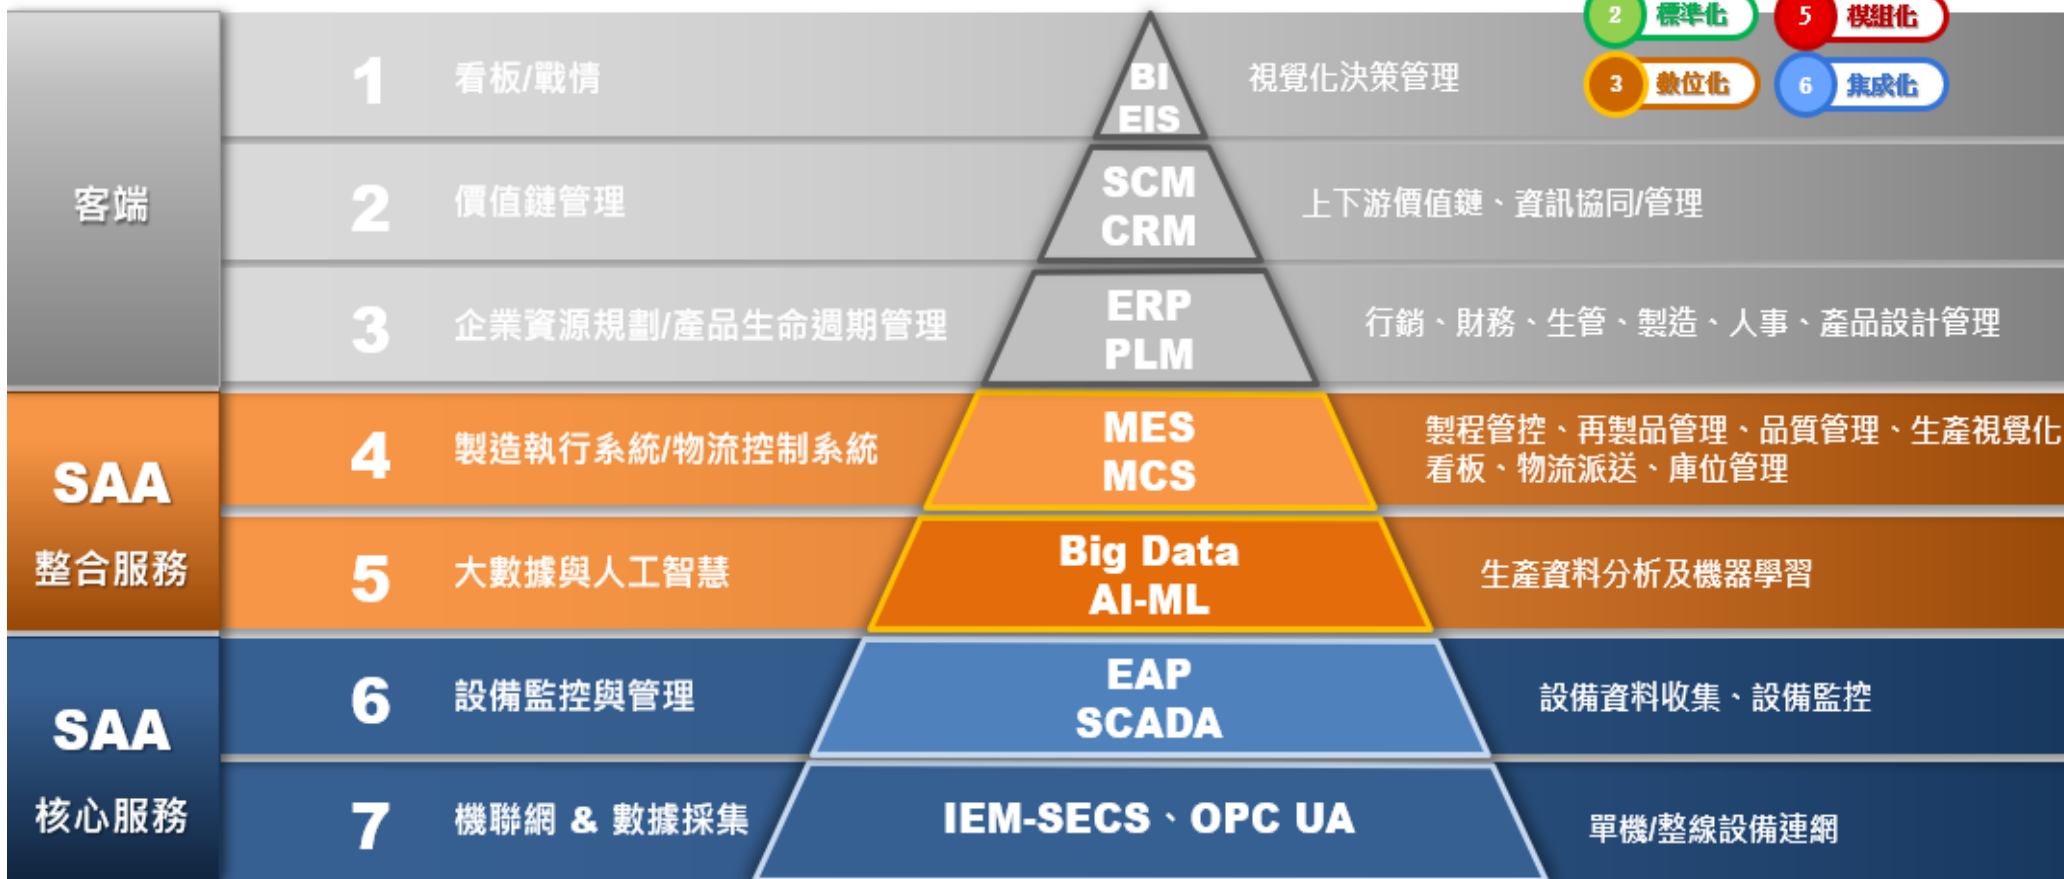 2 標準化
5 模組化
3 數位化
6 集成化
客端
1 看板/戰情
BI
EIS
視覺化決策管理
2 價值鏈管理
SCM
CRM
上下游價值鏈、資訊協同/管理
3 企業資源規劃/產品生命週期管理
ERP
PLM
行銷、財務、生管、製造、人事、產品設計管理
SAA
整合服務
4 製造執行系統/物流控制系統
MES
MCS
製程管控、再製品管理、品質管理、生產視覺化
看板、物流派送、庫位管理
5 大數據與人工智慧
Big Data
AI-ML
生產資料分析及機器學習
SAA
核心服務
6 設備監控與管理
EAP
SCADA
設備資料收集、設備監控
7 機聯網 & 數據採集
IEM-SECS、OPC UA
單機/整線設備連網